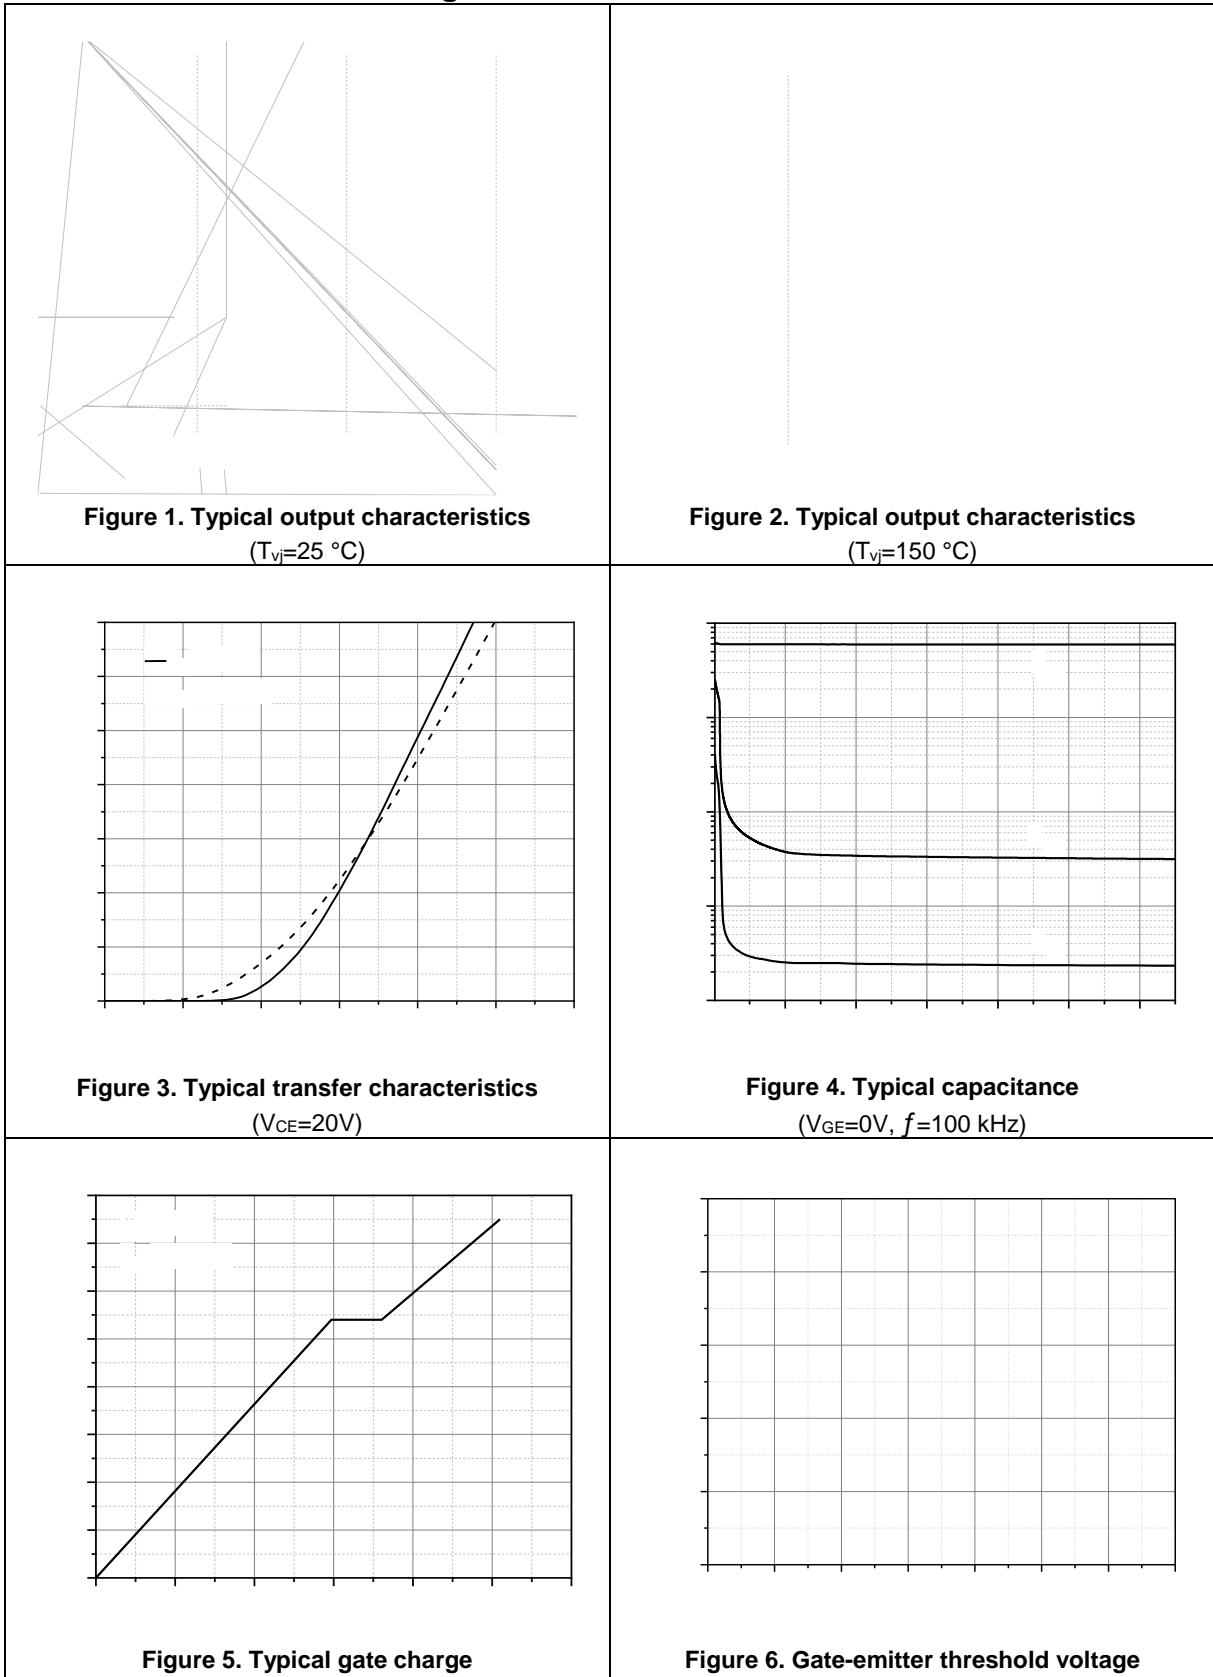 Figure 1. Typical output characteristics
(Tvj=25 °C)
Figure 2. Typical output characteristics
(Tvj=150 °C)
Figure 3. Typical transfer characteristics
(VCE=20V)
Figure 4. Typical capacitance
(VGE=0V, ƒ=100 kHz)
Figure 5. Typical gate charge
Figure 6. Gate-emitter threshold voltage